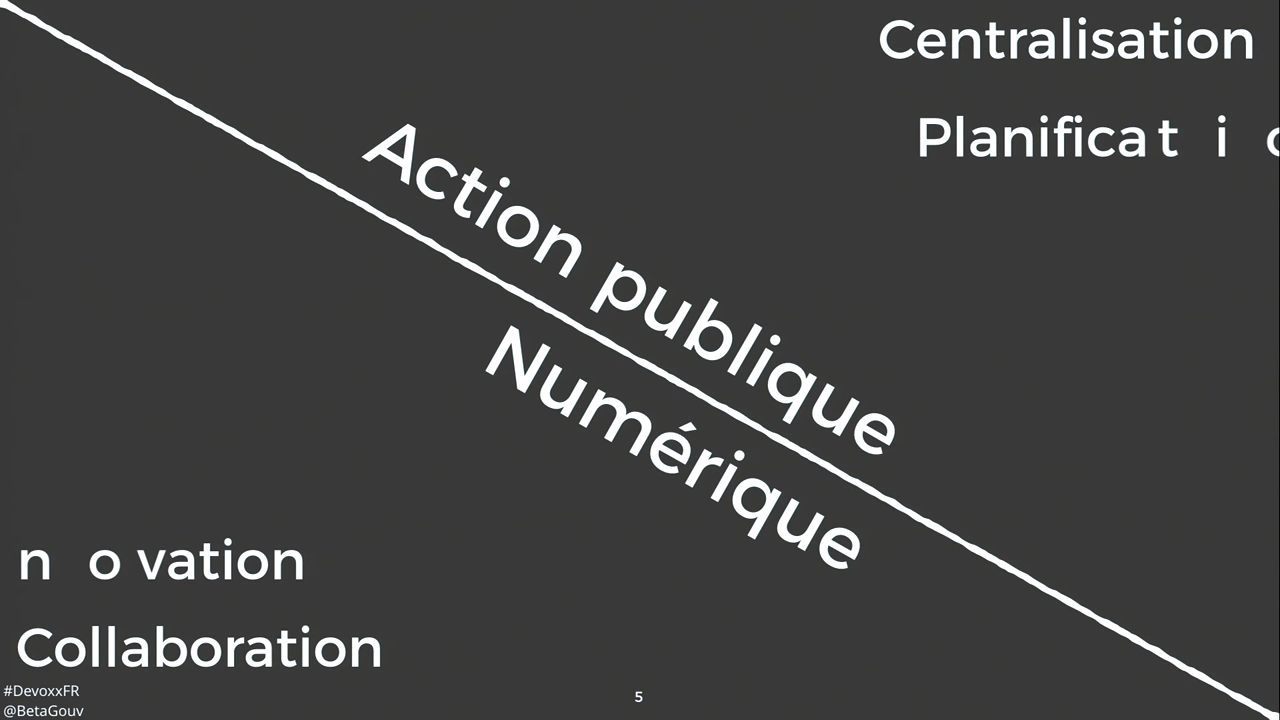 Centralisation
Planificat i
Action publique
Numérique
n o vation
Collaboration
#DevoxxFR
@BetaGouv
5